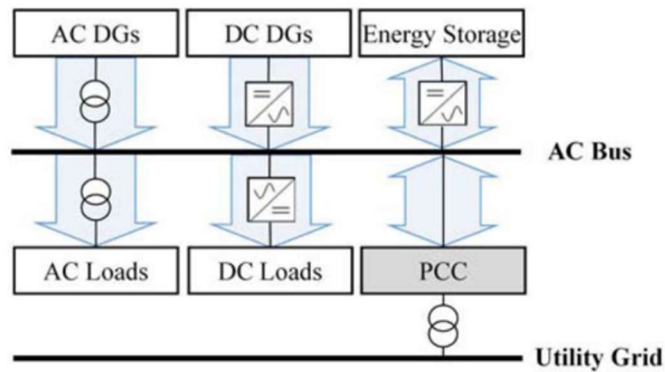 AC DGs
DC DGs
Energy Storage
AC Bus
AC Loads
DC Loads
PCC
Utility Grid